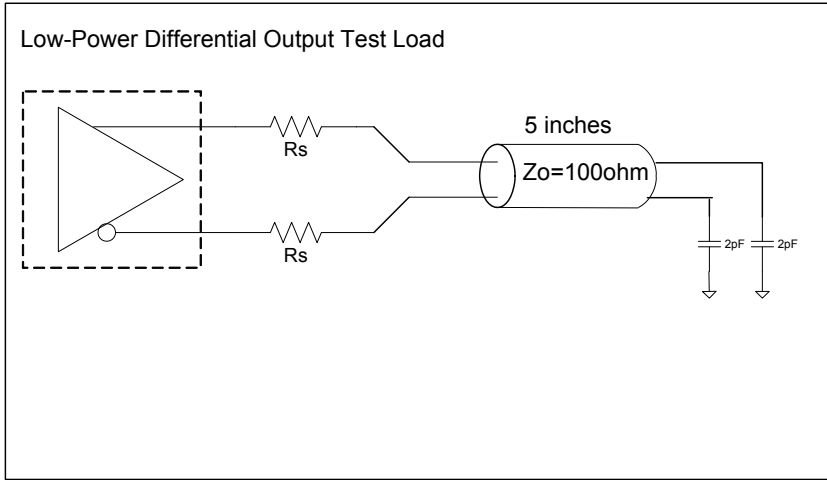 Low-Power Differential Output Test Load
Rs
5 inches
Zo=100ohm
Rs
2pF
2pF